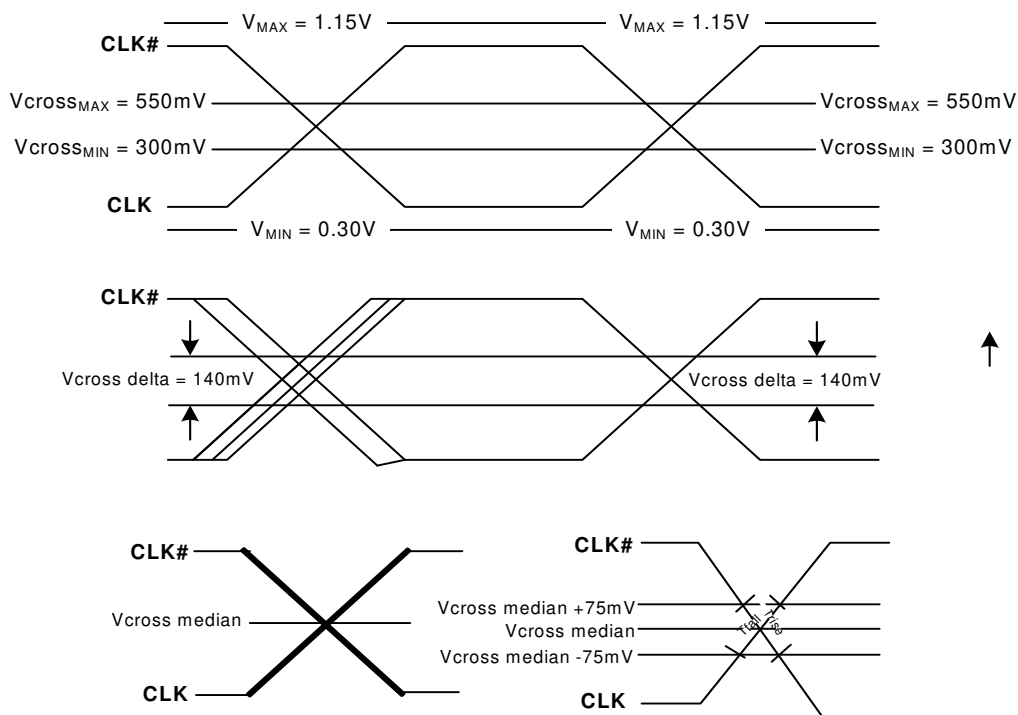 V_MAX = 1.15V V_MAX = 1.15V
CLK#
Vcross_MAX = 550mV Vcross_MAX = 550mV
Vcross_MIN = 300mV Vcross_MIN = 300mV
CLK
V_MIN = 0.30V V_MIN = 0.30V
CLK#
Vcross delta = 140mV Vcross delta = 140mV
CLK#
Vcross median
CLK
CLK#
Vcross median +75mV
Tfall Trise
Vcross median
Vcross median -75mV
CLK